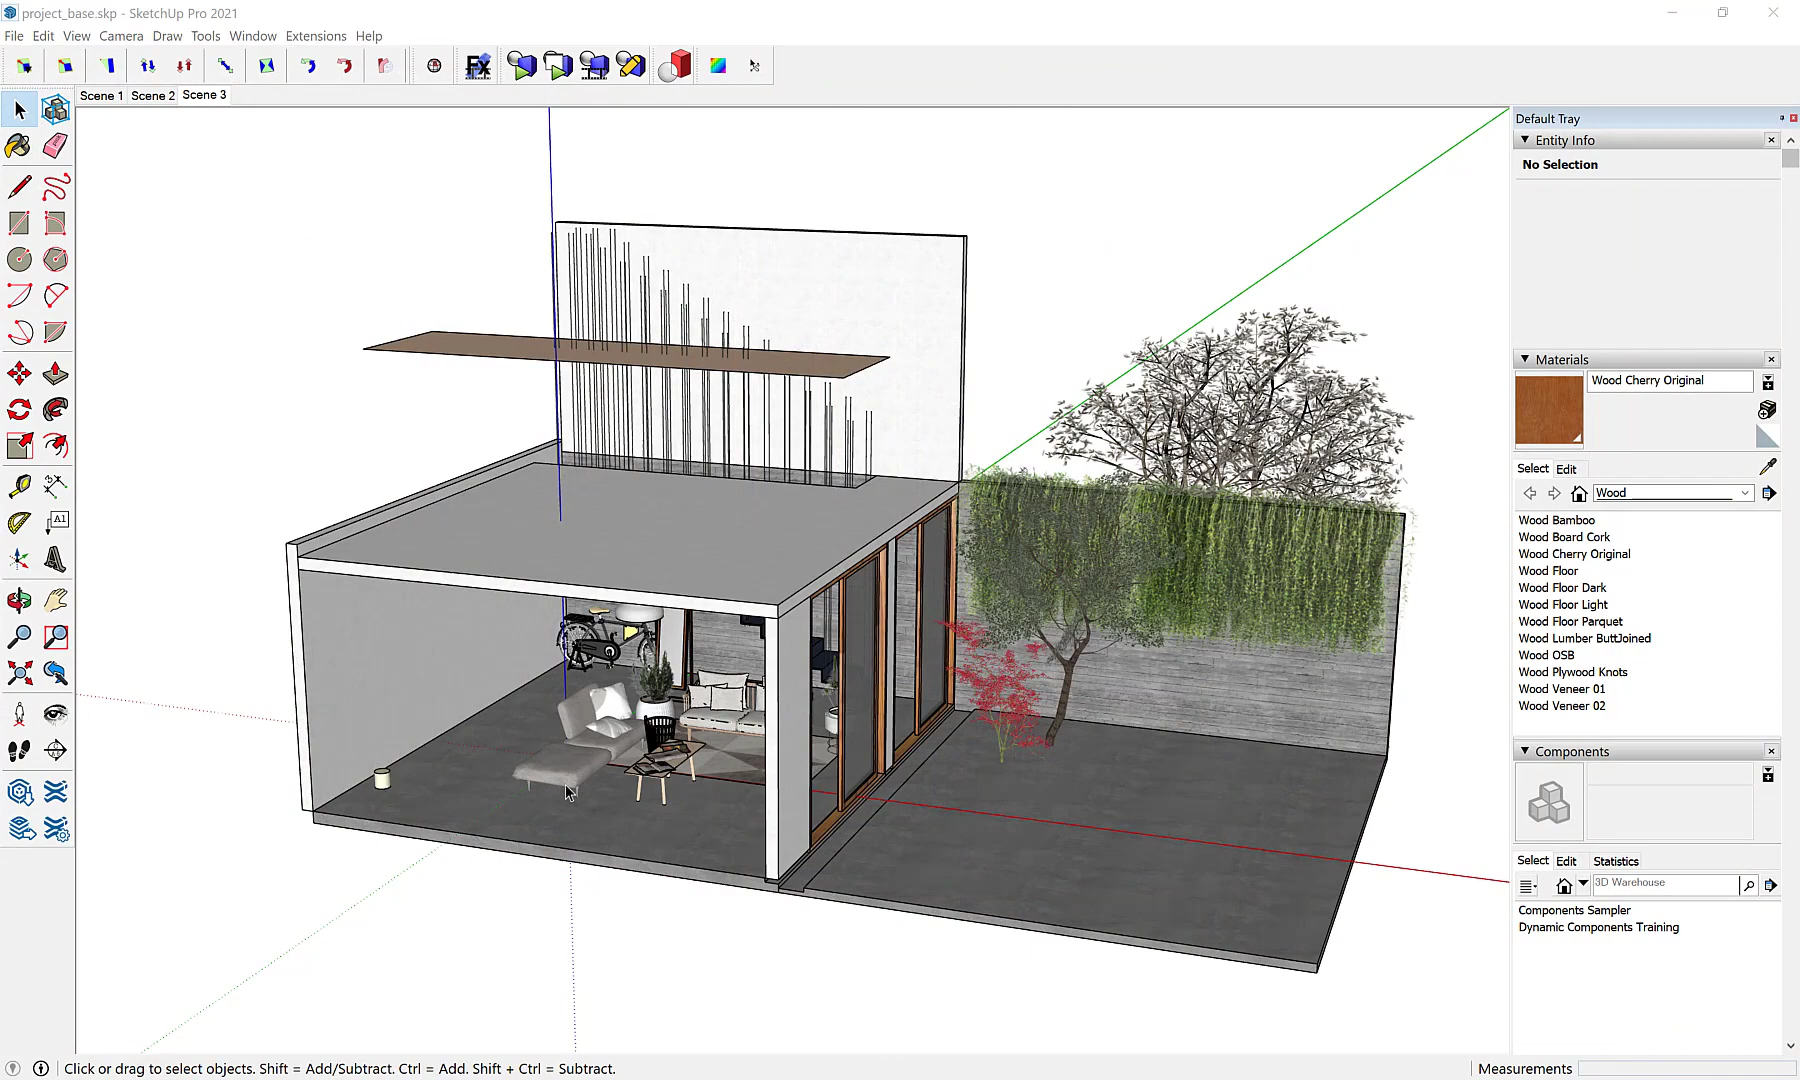 project_base.skp - SketchUp Pro 2021
File Edit View Camera Draw Tools Window Extensions Help
FX
Scene 1 Scene 2 Scene 3
Default Tray
Entity Info
No Selection
Materials
Wood Cherry Original
Select Edit
Wood
Wood Bamboo
Wood Board Cork
Wood Cherry Original
Wood Floor
Wood Floor Dark
Wood Floor Light
Wood Floor Parquet
Wood Lumber ButtJoined
Wood OSB
Wood Plywood Knots
Wood Veneer 01
Wood Veneer 02
Components
Select Edit Statistics
3D Warehouse
Components Sampler
Dynamic Components Training
A1
Click or drag to select objects. Shift = Add/Subtract. Ctrl = Add. Shift + Ctrl = Subtract.
Measurements